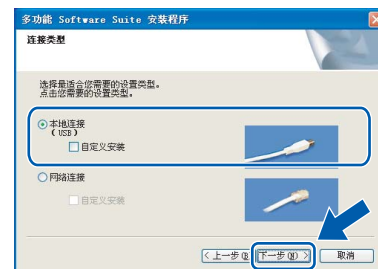 多功能 Software Suite 安装程序
连接类型
选择最适合您需要的设置类型。
点击您需要的设置类型。
本地连接
(USB)
自定义安装
网络连接
自定义安装
<上一步(B) 下一步(N)> 取消